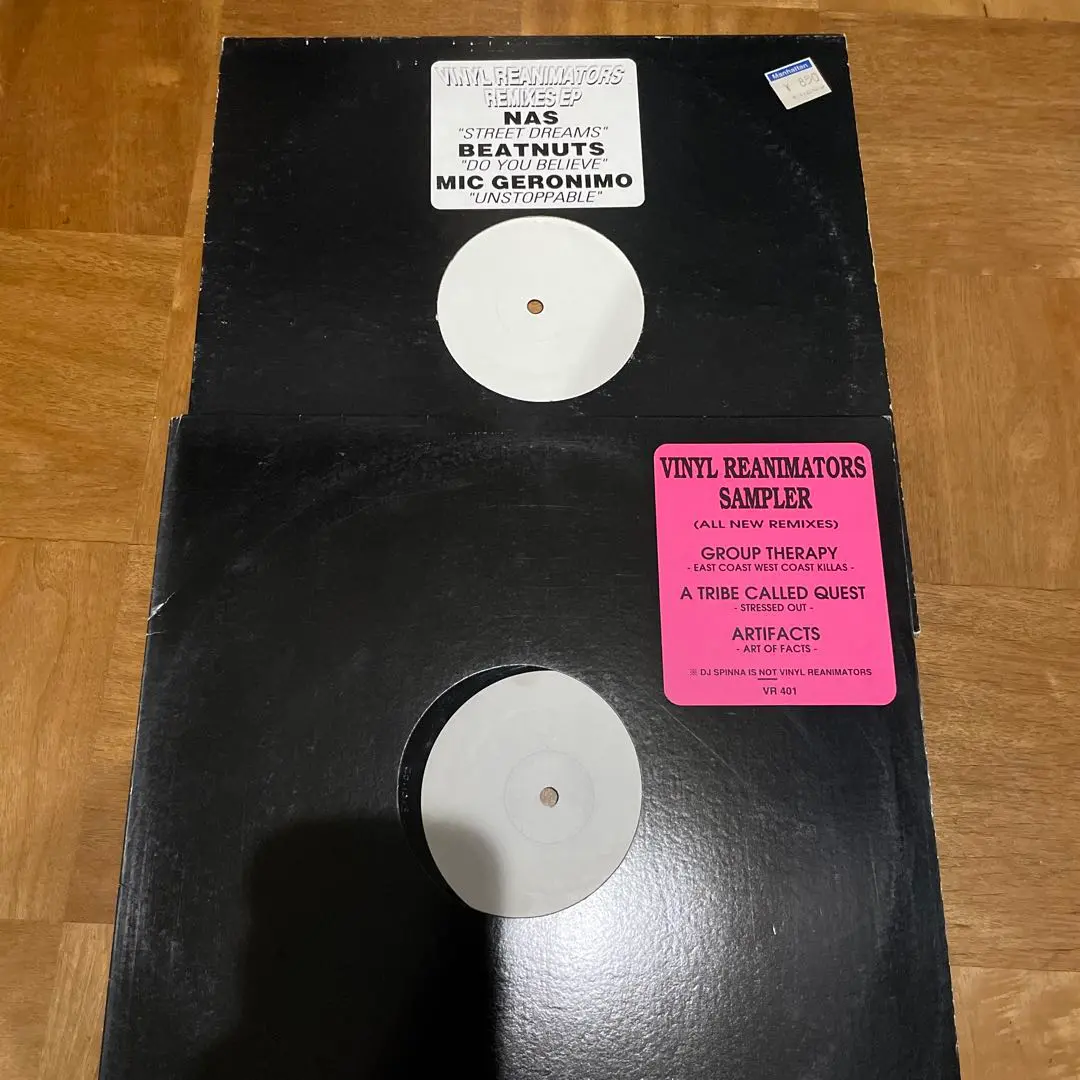 VINYL REANIMATORS
REMIXES EP
NAS
"STREET DREAMS"
BEATNUTS
"DO YOU BELIEVE"
MIC GERONIMO
"UNSTOPPABLE"
Manhattan
¥ 850
VINYL REANIMATORS
SAMPLER
(ALL NEW REMIXES)
GROUP THERAPY
- EAST COAST WEST COAST KILLAS -
A TRIBE CALLED QUEST
- STRESSED OUT -
ARTIFACTS
- ART OF FACTS -
※ DJ SPINNA IS NOT VINYL REANIMATORS
VR 401